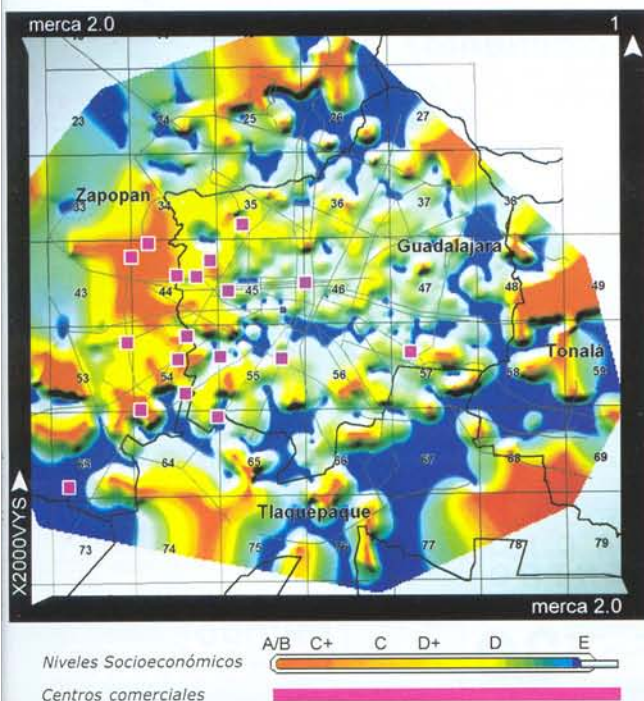 merca 2.0 1
23 24 25 26 27
Zapopan
33 34 35 36 37 38
Guadalajara
43 44 45 46 47 48 49
Tonalá
53 54 55 56 57 58 59
64 65 66 67 68 69
Tlaquepaque
73 74 75 76 77 78 79
X2000VYS
merca 2.0
A/B C+ C D+ D E
Niveles Socioeconómicos
Centros comerciales